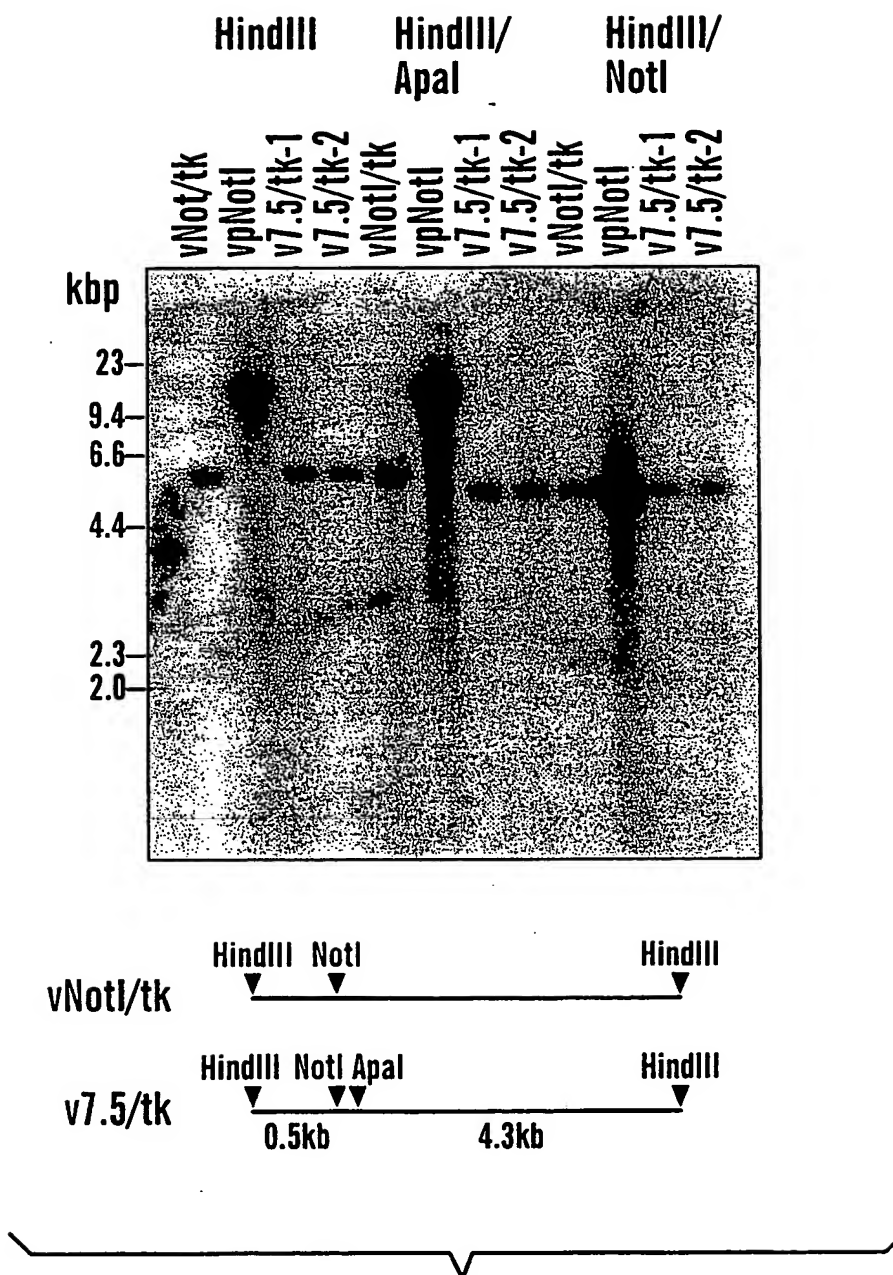 HindIII HindIII/ HindIII/
ApaI NotI
vNot/tk
vpNotI
v7.5/tk-1
v7.5/tk-2
vNotI/tk
vpNotI
v7.5/tk-1
v7.5/tk-2
vNotI/tk
vpNotI
v7.5/tk-1
v7.5/tk-2
kbp
23
9.4
6.6
4.4
2.3
2.0
HindIII NotI HindIII
vNotI/tk
HindIII NotI ApaI HindIII
v7.5/tk
0.5kb 4.3kb